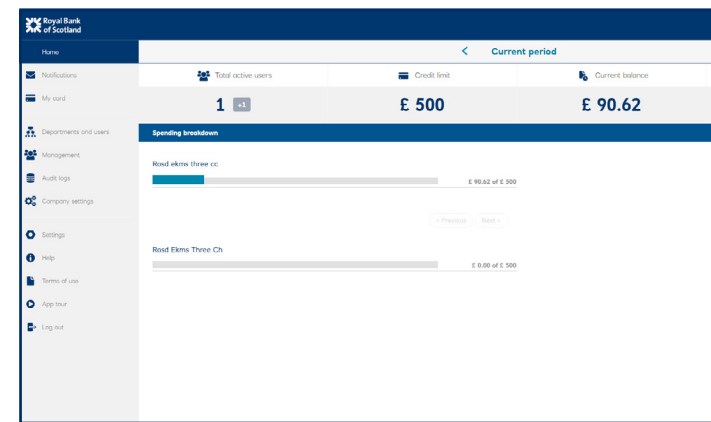 Royal Bank
of Scotland
Home
Current period
Notifications
My card
Departments and users
Management
Audit logs
Company settings
Settings
Help
Terms of use
App tour
Log out
Total active users
1 +1
Credit limit
£ 500
Current balance
£ 90.62
Spending breakdown
Rosd ekms three cc
£ 90.62 of £ 500
< Previous Next >
Rosd Ekms Three Ch
£ 0.00 of £ 500